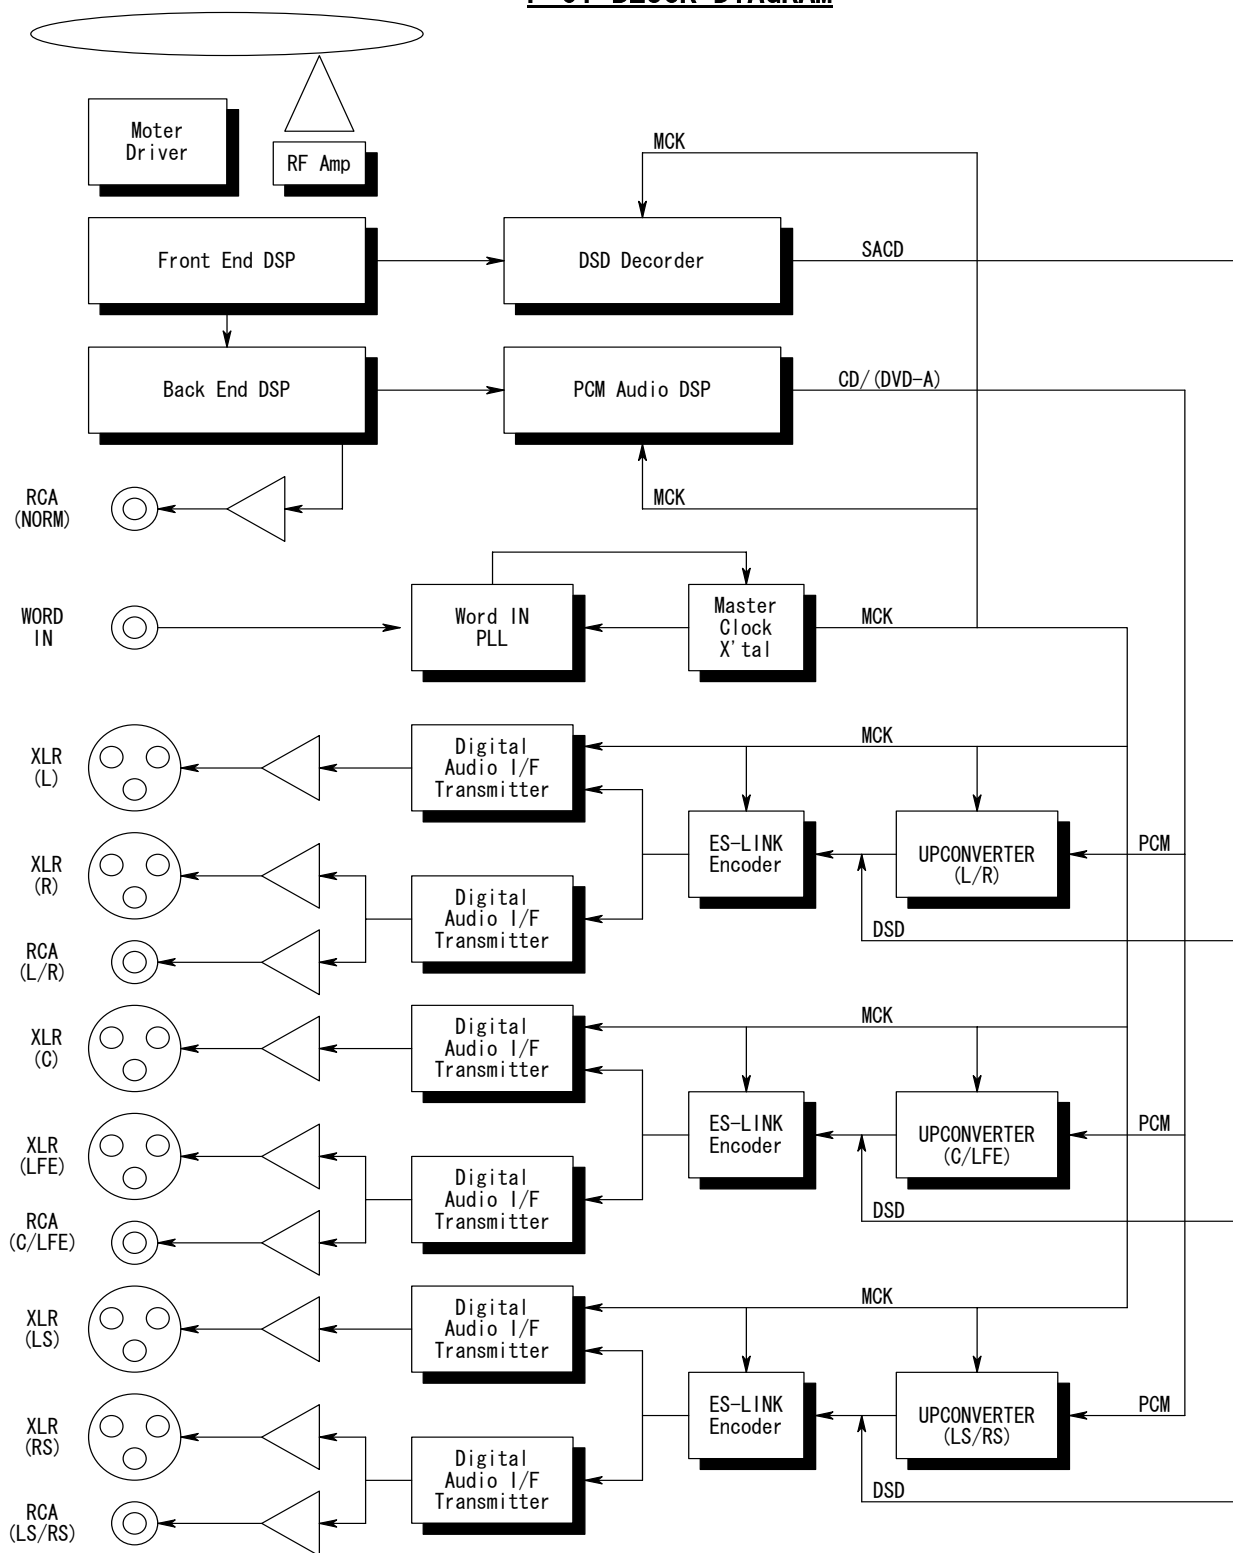 BLOCK DIAGRAM
Moter
Driver
RF Amp
MCK
Front End DSP
DSD Decorder
SACD
Back End DSP
PCM Audio DSP
CD/(DVD-A)
RCA
(NORM)
MCK
WORD
IN
Word IN
PLL
Master
Clock
X'tal
MCK
XLR
(L)
Digital
Audio I/F
Transmitter
MCK
ES-LINK
Encoder
UPCONVERTER
(L/R)
PCM
XLR
(R)
Digital
Audio I/F
Transmitter
DSD
RCA
(L/R)
XLR
(C)
Digital
Audio I/F
Transmitter
MCK
ES-LINK
Encoder
UPCONVERTER
(C/LFE)
PCM
XLR
(LFE)
Digital
Audio I/F
Transmitter
DSD
RCA
(C/LFE)
XLR
(LS)
Digital
Audio I/F
Transmitter
MCK
ES-LINK
Encoder
UPCONVERTER
(LS/RS)
PCM
XLR
(RS)
Digital
Audio I/F
Transmitter
DSD
RCA
(LS/RS)